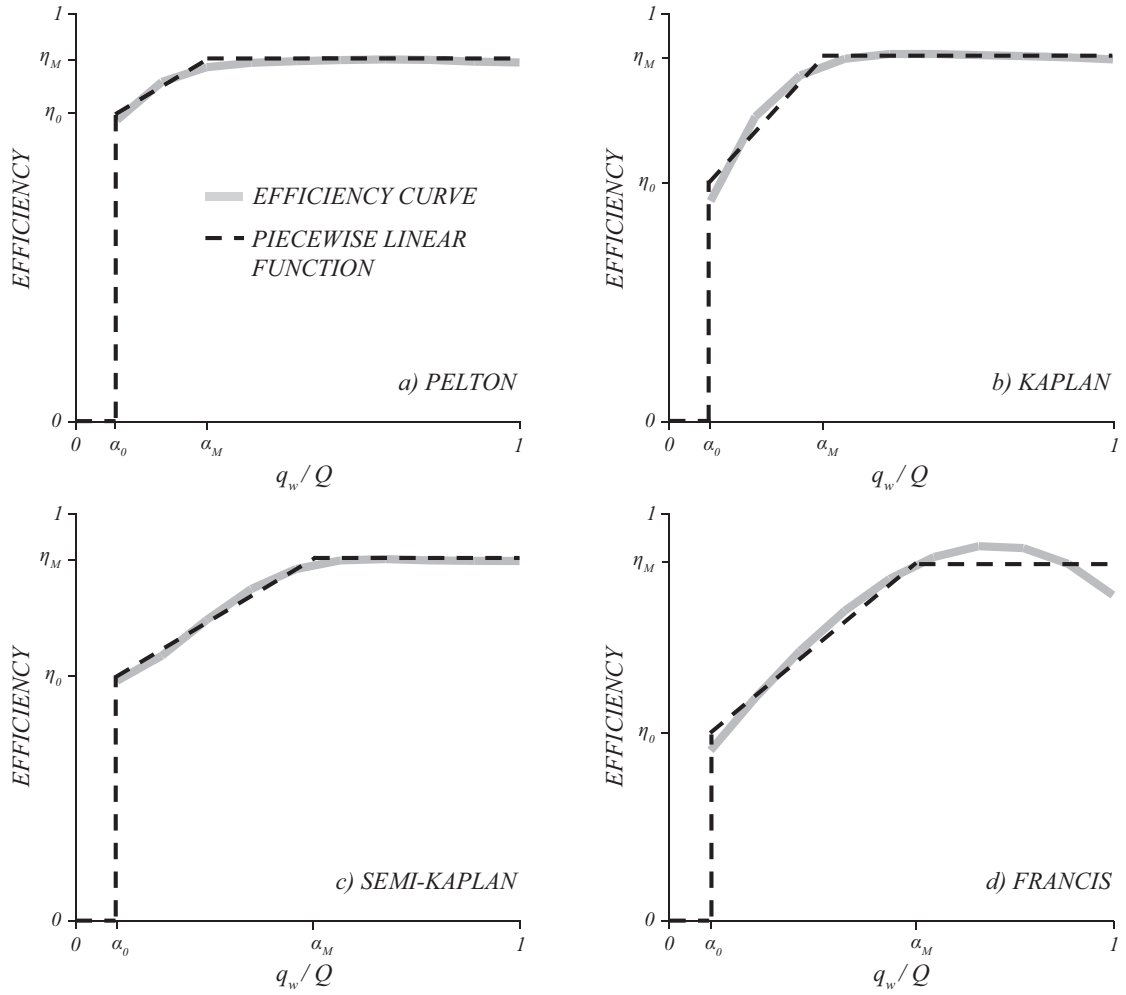 1
η_M
η_0
0
EFFICIENCY
EFFICIENCY CURVE
PIECEWISE LINEAR
FUNCTION
a) PELTON
0 α_0 α_M 1
q_w / Q
1
η_M
η_0
0
EFFICIENCY
b) KAPLAN
0 α_0 α_M 1
q_w / Q
1
η_M
η_0
0
EFFICIENCY
c) SEMI-KAPLAN
0 α_0 α_M 1
q_w / Q
1
η_M
η_0
0
EFFICIENCY
d) FRANCIS
0 α_0 α_M 1
q_w / Q